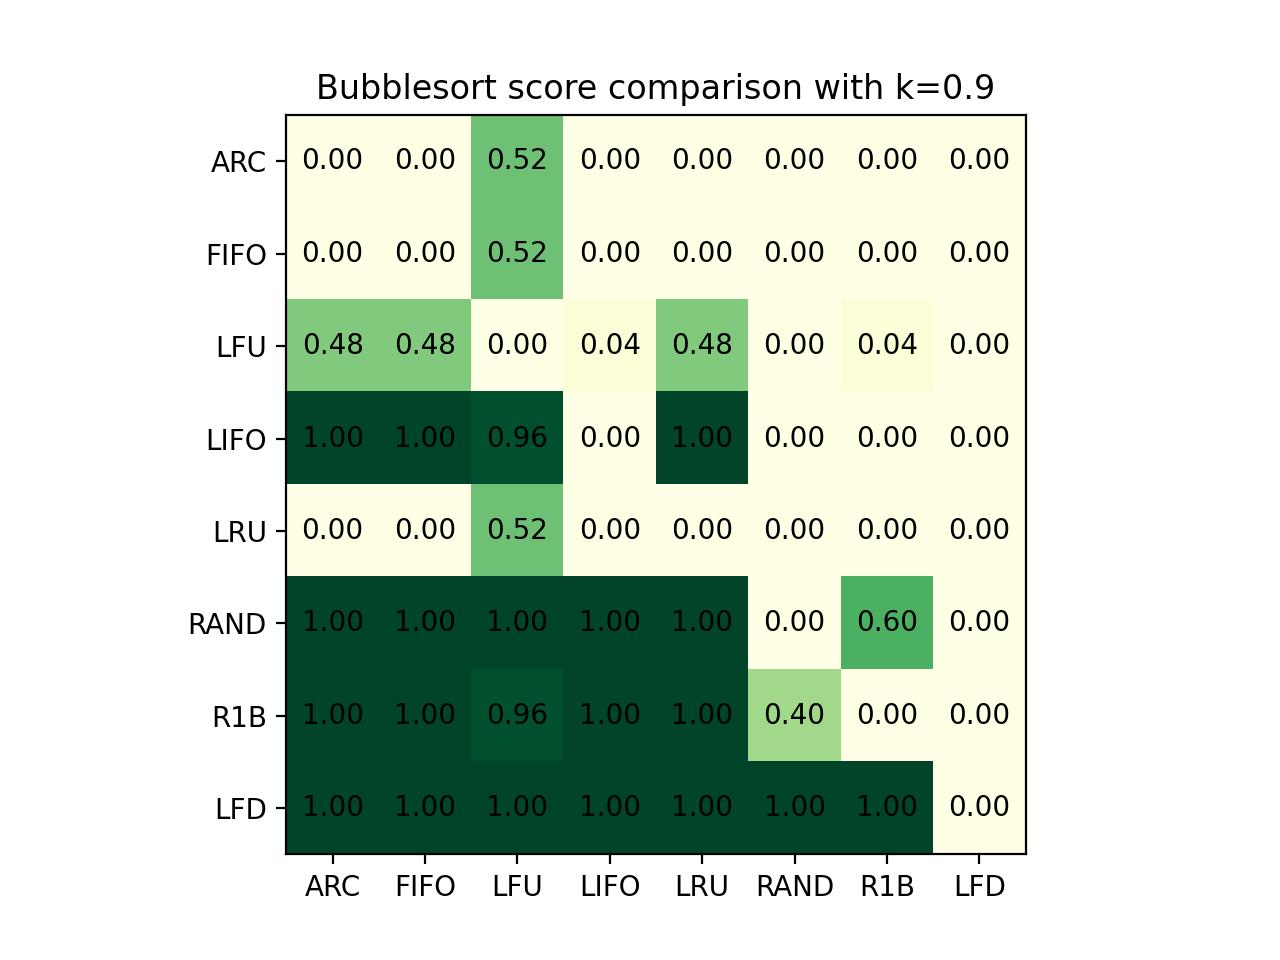 Bubblesort score comparison with k=0.9
ARC 0.00 0.00 0.52 0.00 0.00 0.00 0.00 0.00
FIFO 0.00 0.00 0.52 0.00 0.00 0.00 0.00 0.00
LFU 0.48 0.48 0.00 0.04 0.48 0.00 0.04 0.00
LIFO 1.00 1.00 0.96 0.00 1.00 0.00 0.00 0.00
LRU 0.00 0.00 0.52 0.00 0.00 0.00 0.00 0.00
RAND 1.00 1.00 1.00 1.00 1.00 0.00 0.60 0.00
R1B 1.00 1.00 0.96 1.00 1.00 0.40 0.00 0.00
LFD 1.00 1.00 1.00 1.00 1.00 1.00 1.00 0.00
ARC FIFO LFU LIFO LRU RAND R1B LFD